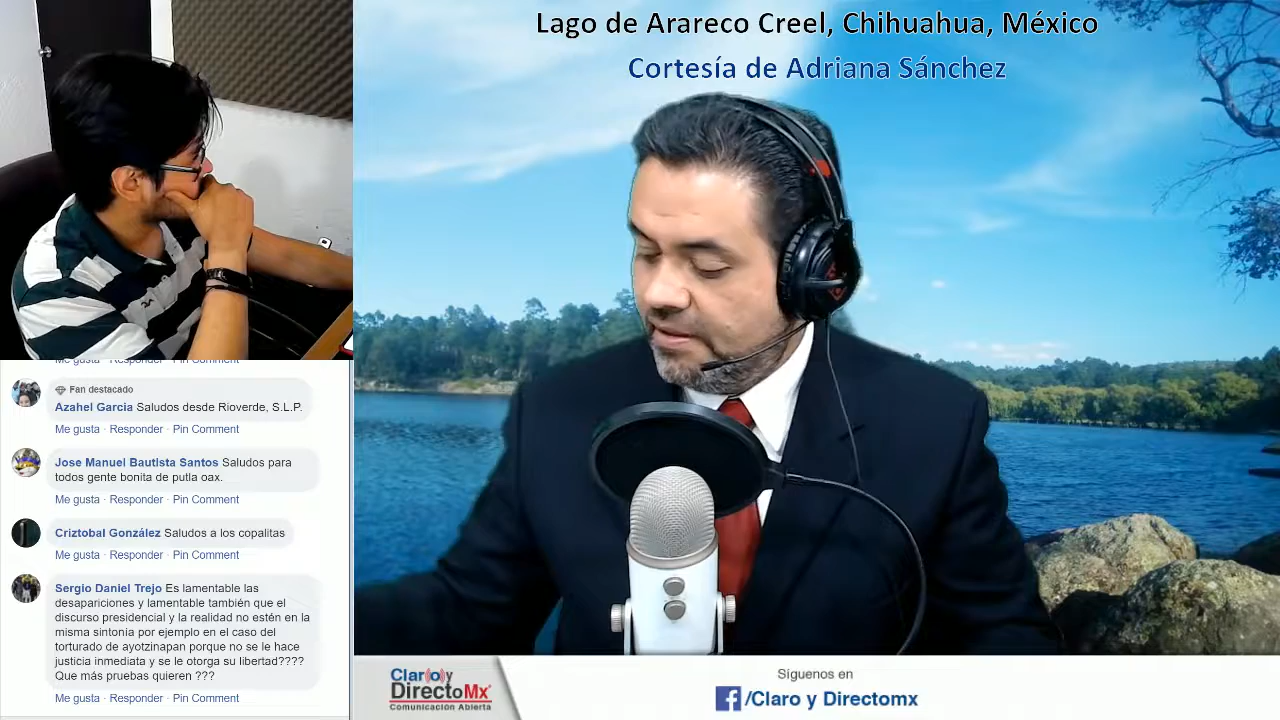 Lago de Arareco Creel, Chihuahua, México
Cortesía de Adriana Sánchez
Me gusta · Responder · Pin Comment
Fan destacado
Azahel Garcia Saludos desde Rioverde, S.L.P.
Me gusta · Responder · Pin Comment
Jose Manuel Bautista Santos Saludos para
todos gente bonita de putla oax.
Me gusta · Responder · Pin Comment
Criztobal González Saludos a los copalitas
Me gusta · Responder · Pin Comment
Sergio Daniel Trejo Es lamentable las
desapariciones y lamentable también que el
discurso presidencial y la realidad no estén en la
misma sintonía por ejemplo en el caso del
torturado de ayotzinapan porque no se le hace
justicia inmediata y se le otorga su libertad????
Que más pruebas quieren ???
Me gusta · Responder · Pin Comment
Claro y
DirectoMx
Comunicación Abierta
Síguenos en
f/Claro y Directomx